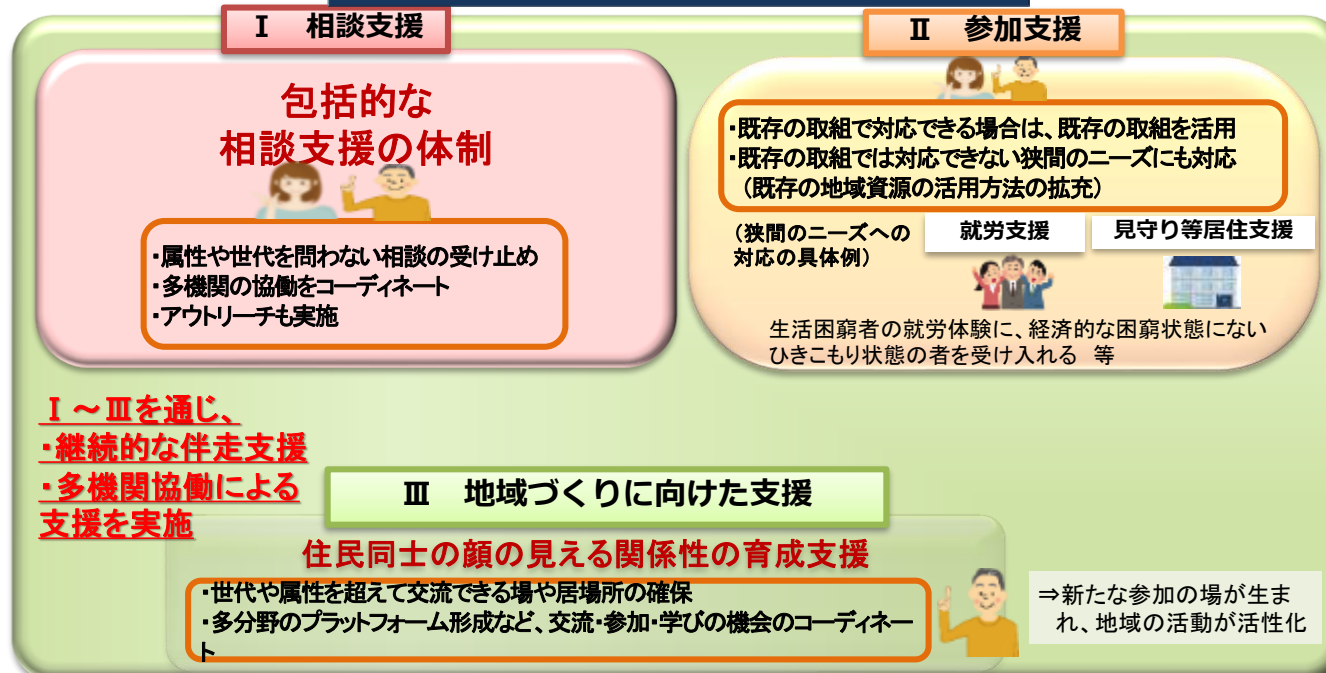 Ⅰ　相談支援
包括的な
相談支援の体制
・属性や世代を問わない相談の受け止め
・多機関の協働をコーディネート
・アウトリーチも実施
Ⅱ　参加支援
・既存の取組で対応できる場合は、既存の取組を活用
・既存の取組では対応できない狭間のニーズにも対応
（既存の地域資源の活用方法の拡充）
（狭間のニーズへの
対応の具体例）
就労支援
見守り等居住支援
生活困窮者の就労体験に、経済的な困窮状態にない
ひきこもり状態の者を受け入れる　等
Ⅰ～Ⅲを通じ、
・継続的な伴走支援
・多機関協働による
支援を実施
Ⅲ　地域づくりに向けた支援
住民同士の顔の見える関係性の育成支援
・世代や属性を超えて交流できる場や居場所の確保
・多分野のプラットフォーム形成など、交流・参加・学びの機会のコーディネー
ト
⇒新たな参加の場が生ま
れ、地域の活動が活性化